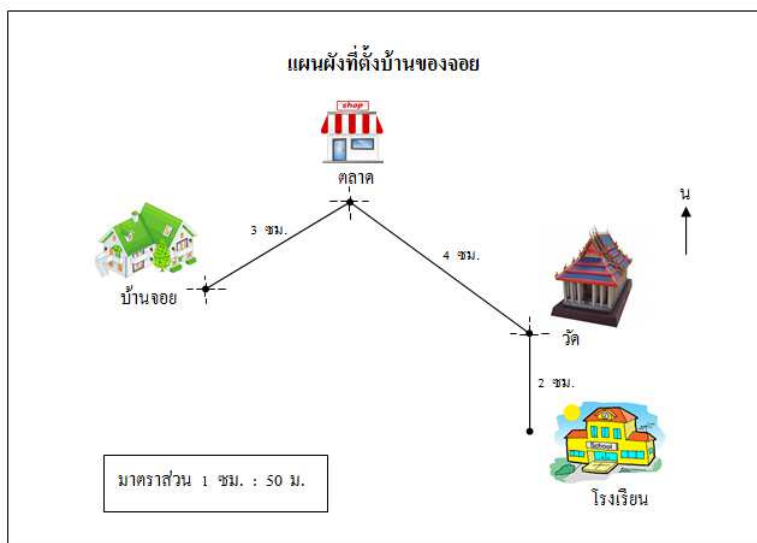 แผนผังที่ตั้งบ้านของจอย
shop
ตลาด
น
3 ซม.
4 ซม.
บ้านจอย
วัด
2 ซม.
School
มาตราส่วน 1 ซม. : 50 ม.
โรงเรียน